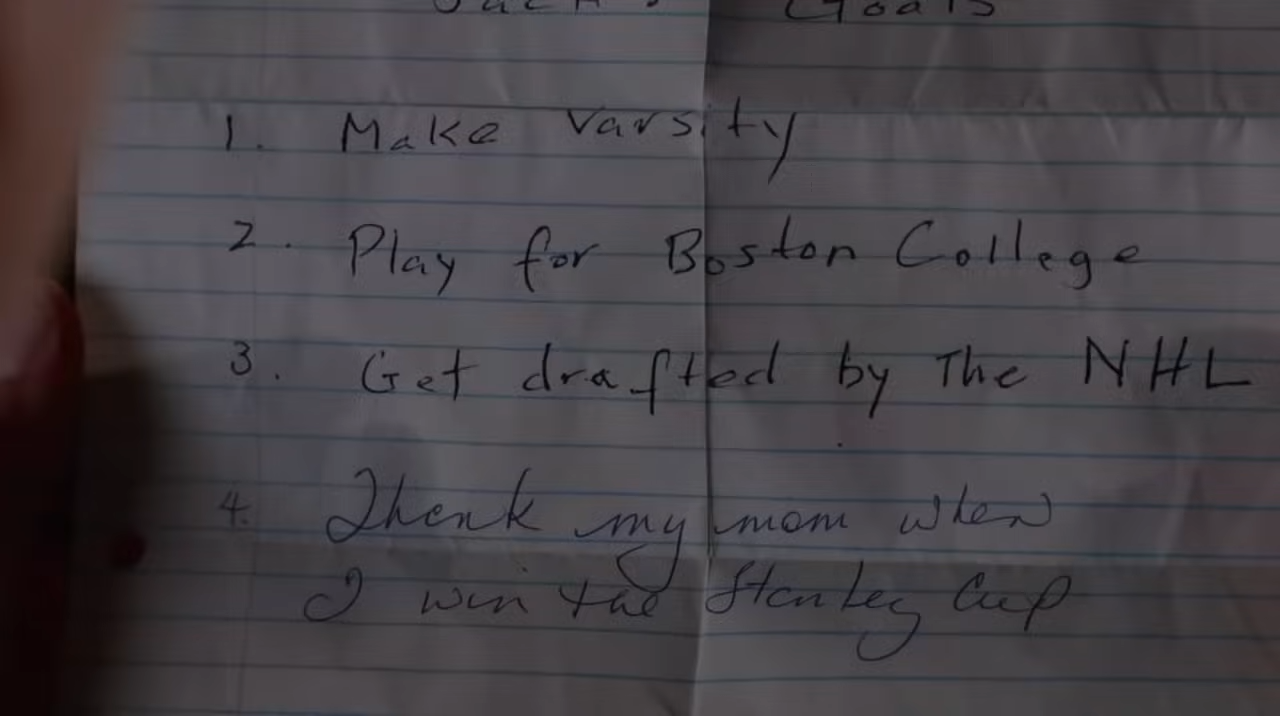 Goals
1. Make Varsity
2. Play for Boston College
3. Get drafted by The NHL
4. Thank my mom when
I win the Stanley Cup